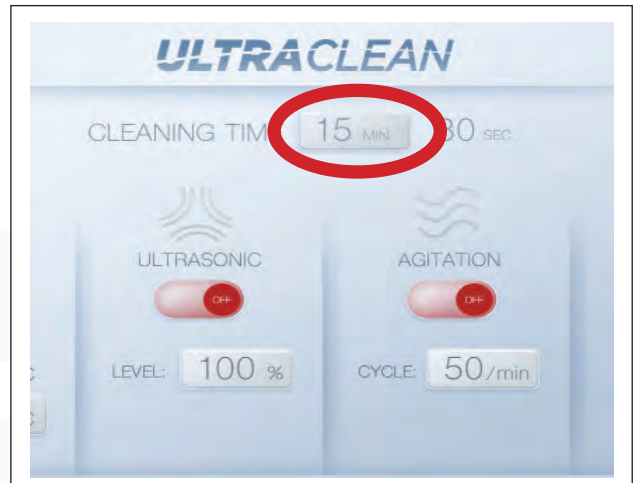 ULTRACLEAN
CLEANING TIM 15 MIN 30 SEC
ULTRASONIC
AGITATION
OFF
OFF
LEVEL: 100 %
CYCLE: 50/min
C